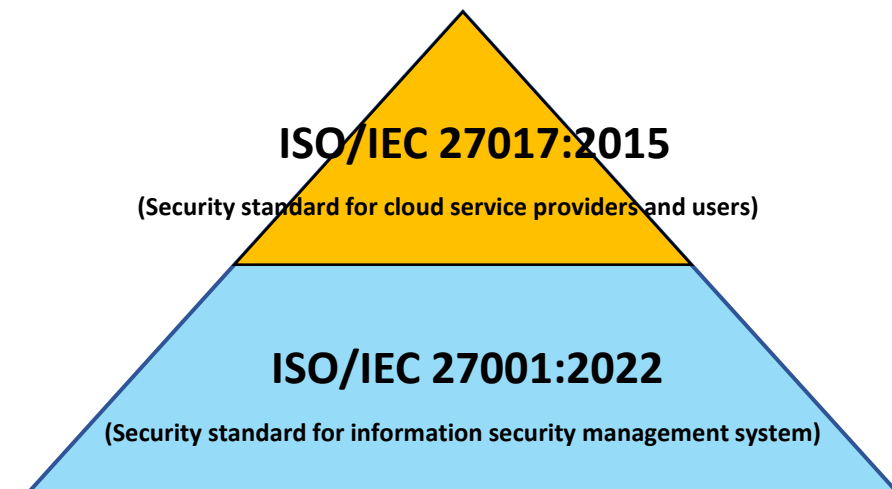 ISO/IEC 27017:2015
(Security standard for cloud service providers and users)
ISO/IEC 27001:2022
(Security standard for information security management system)